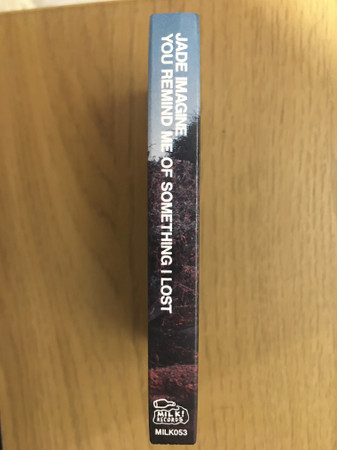 JADE IMAGINE
YOU REMIND ME OF SOMETHING I LOST
MILK!
RECORDS
MILK053